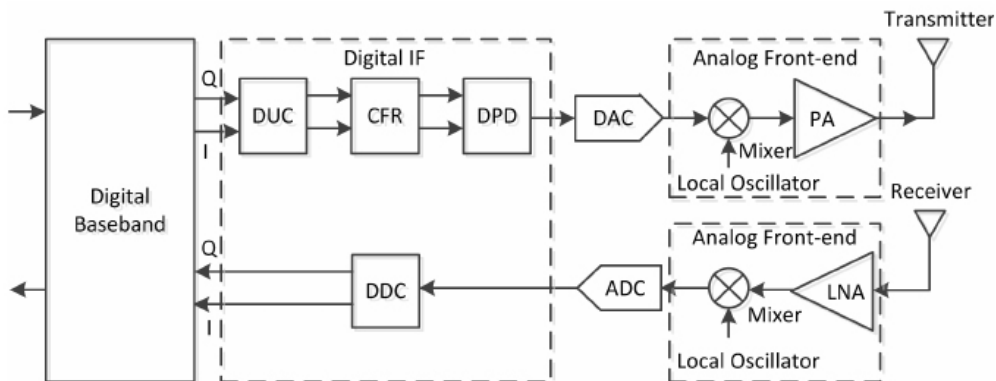 Transmitter
Digital IF
Analog Front-end
Q
DUC
CFR
DPD
DAC
PA
I
Mixer
Local Oscillator
Digital
Baseband
Receiver
Analog Front-end
Q
DDC
ADC
LNA
I
Mixer
Local Oscillator